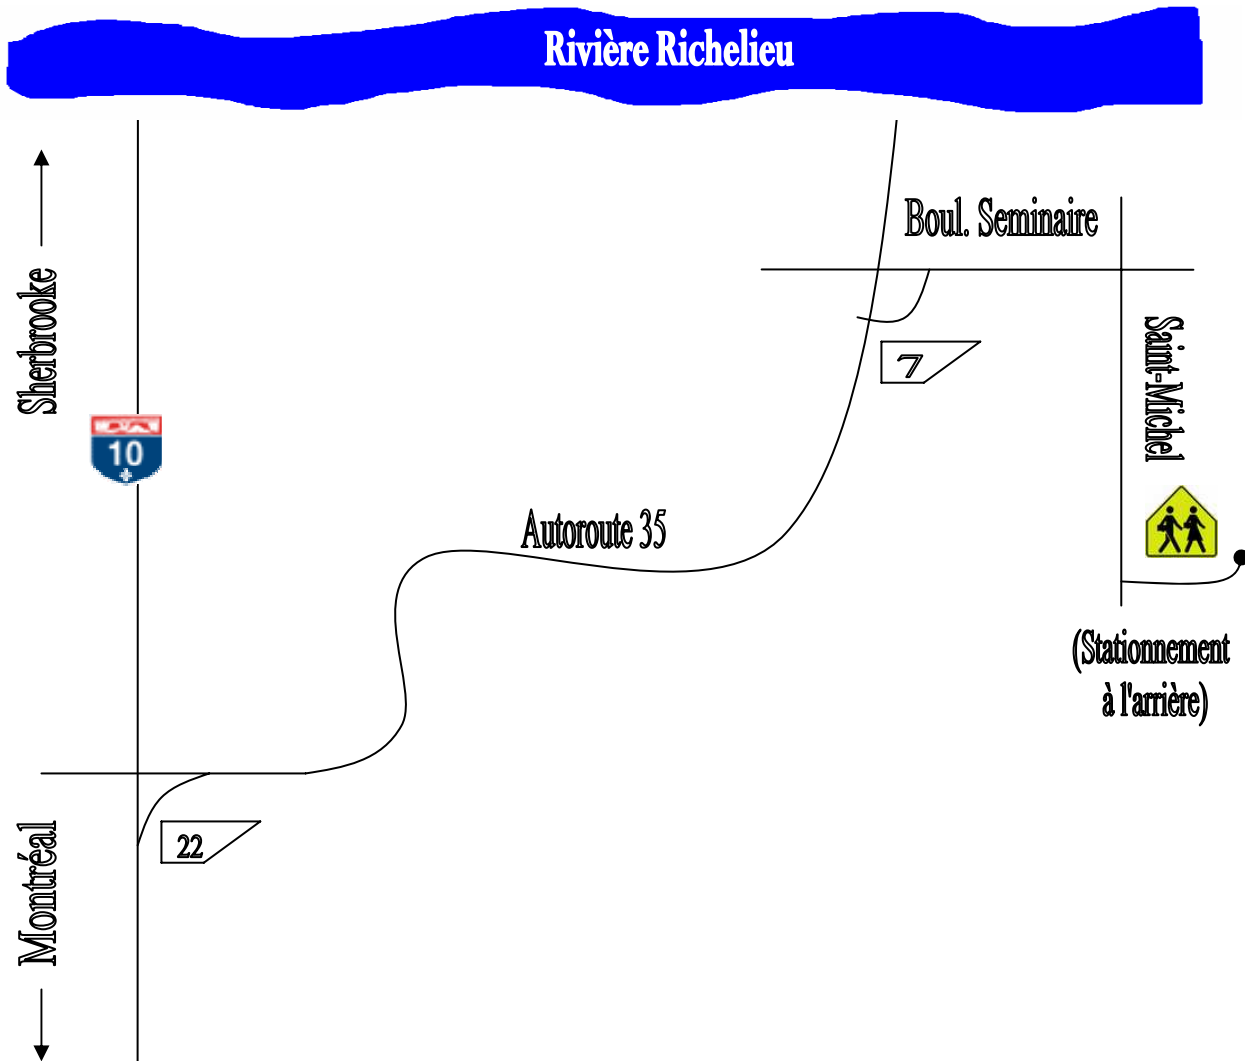 Rivière Richelieu
Boul. Seminaire
Sherbrooke
Saint-Michel
7
10
Autoroute 35
(Stationnement
à l'arrière)
22
Montréal